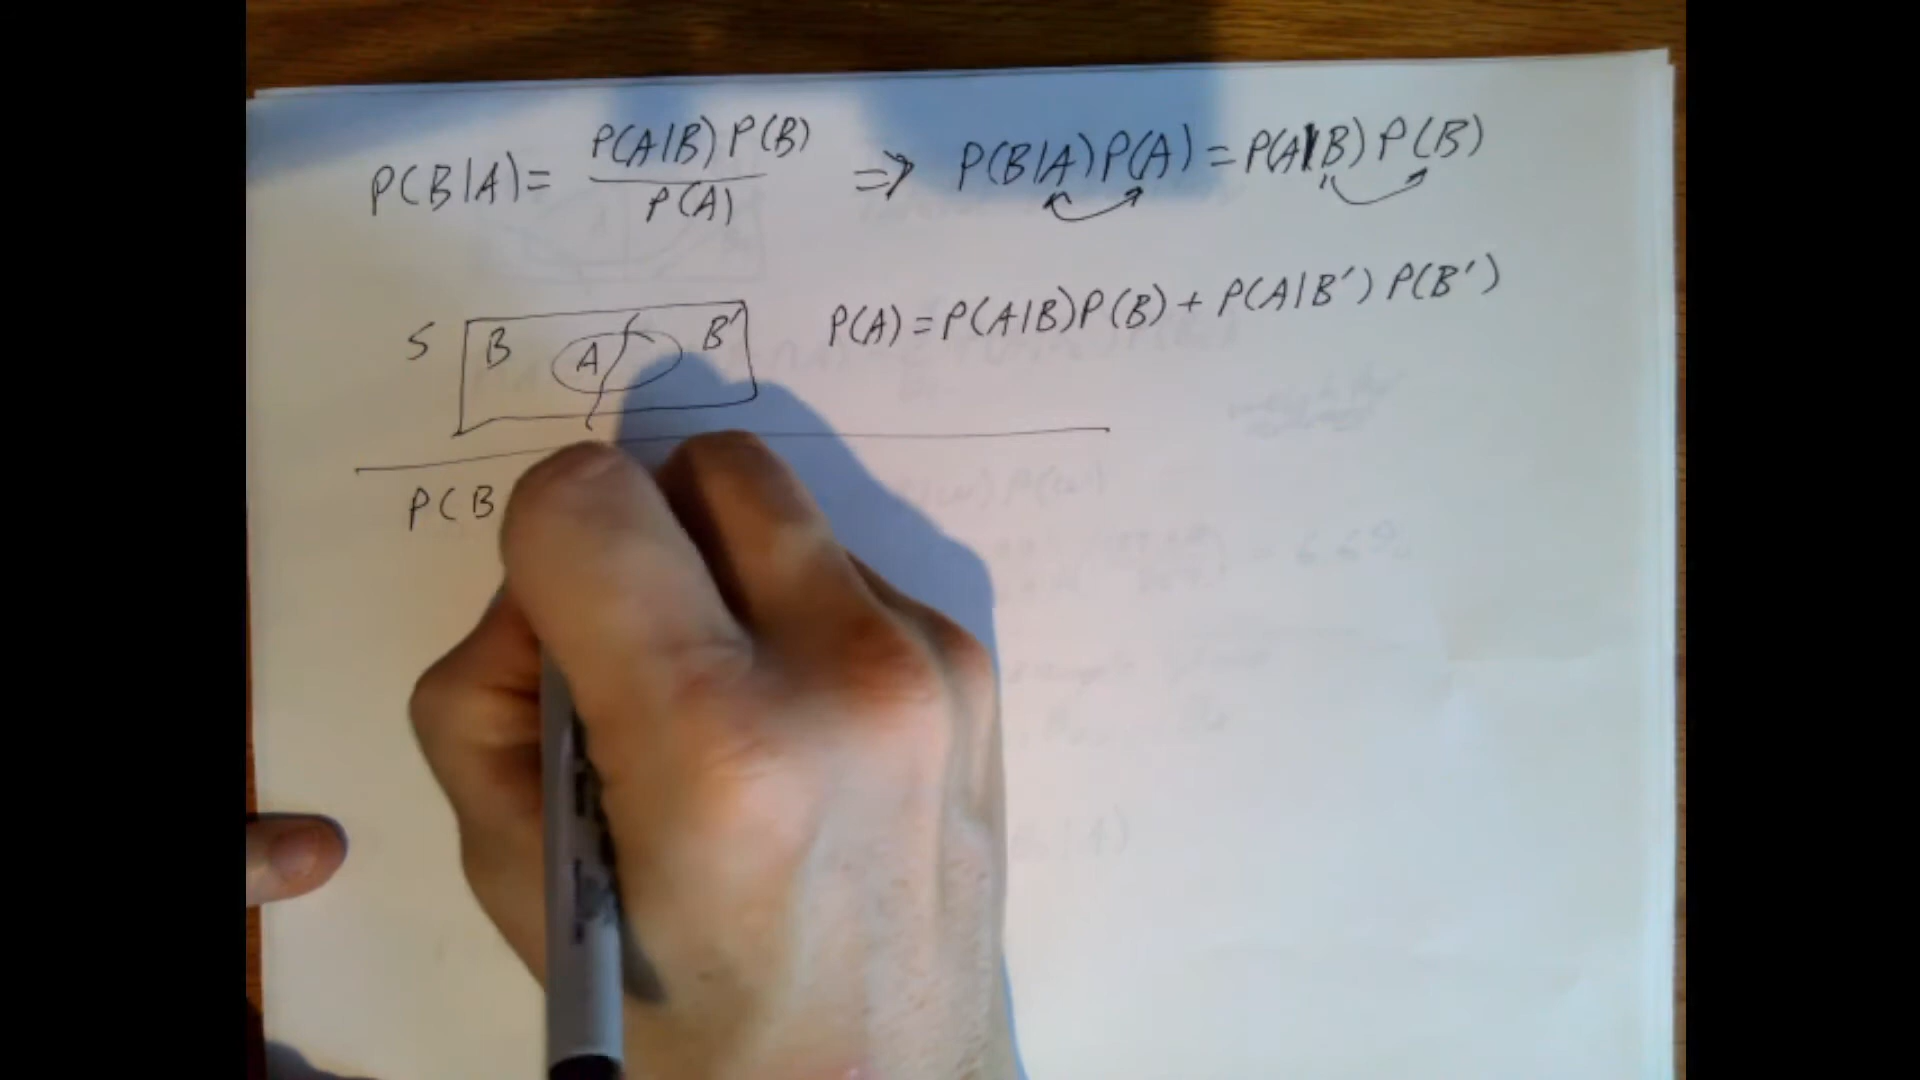 P(B|A) = P(A|B) P(B) / P(A) ⇒ P(B|A) P(A) = P(A|B) P(B)
S B A B' P(A) = P(A|B) P(B) + P(A|B') P(B')
P(B